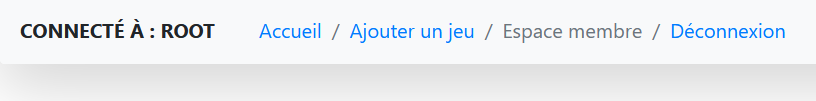 CONNECTÉ À : ROOT Accueil / Ajouter un jeu / Espace membre / Déconnexion